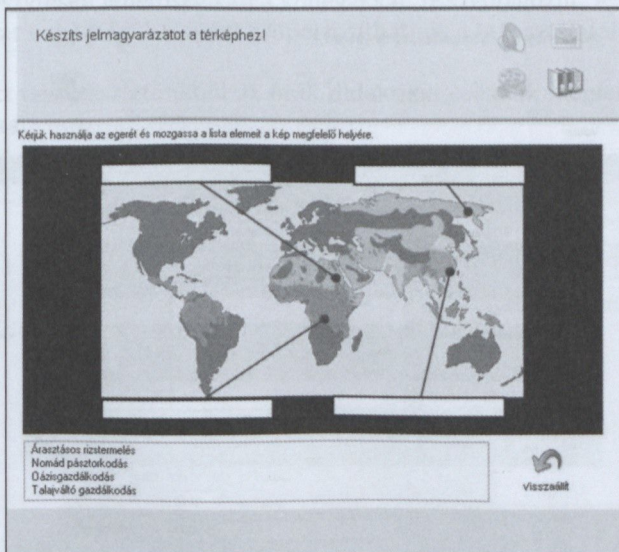 Készíts jelmagyarázatot a térképhez!
Kérjük használja az egerét és mozgassa a lista elemeit a kép megfelelő helyére.
Árasztásos rizstermelés
Nomád pásztorkodás
Oázisgazdálkodás
Talajváltó gazdálkodás
Visszaállít